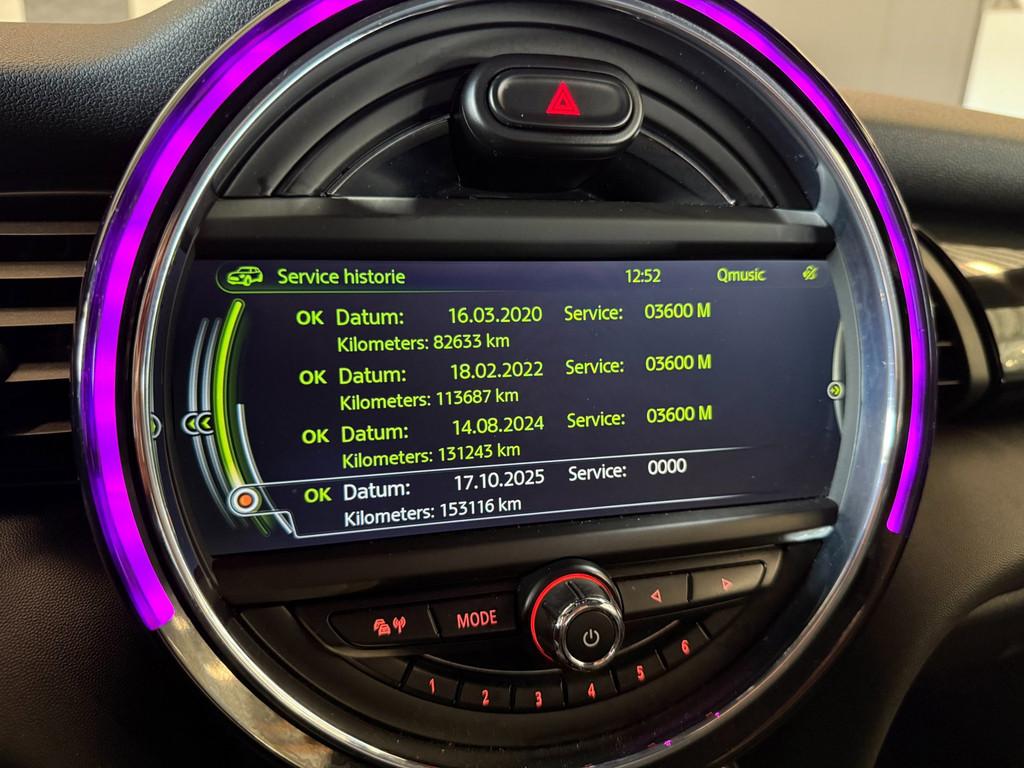 Service historie 12:52 Qmusic
OK Datum: 16.03.2020 Service: 03600 M
Kilometers: 82633 km
OK Datum: 18.02.2022 Service: 03600 M
Kilometers: 113687 km
OK Datum: 14.08.2024 Service: 03600 M
Kilometers: 131243 km
OK Datum: 17.10.2025 Service: 0000
Kilometers: 153116 km
MODE
1 2 3 4 5 6